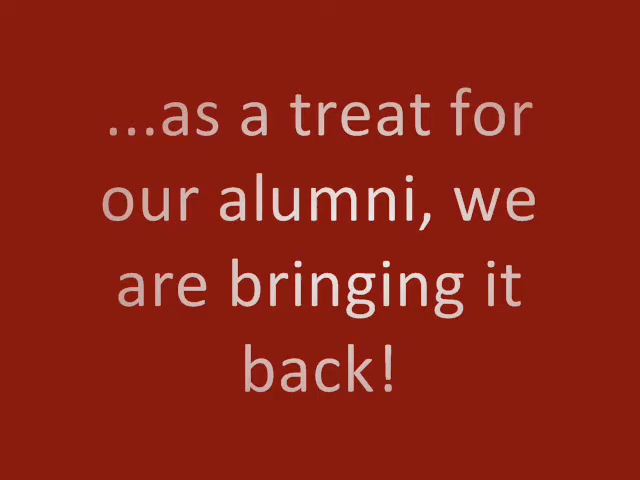 ...as a treat for
our alumni, we
are bringing it
back!